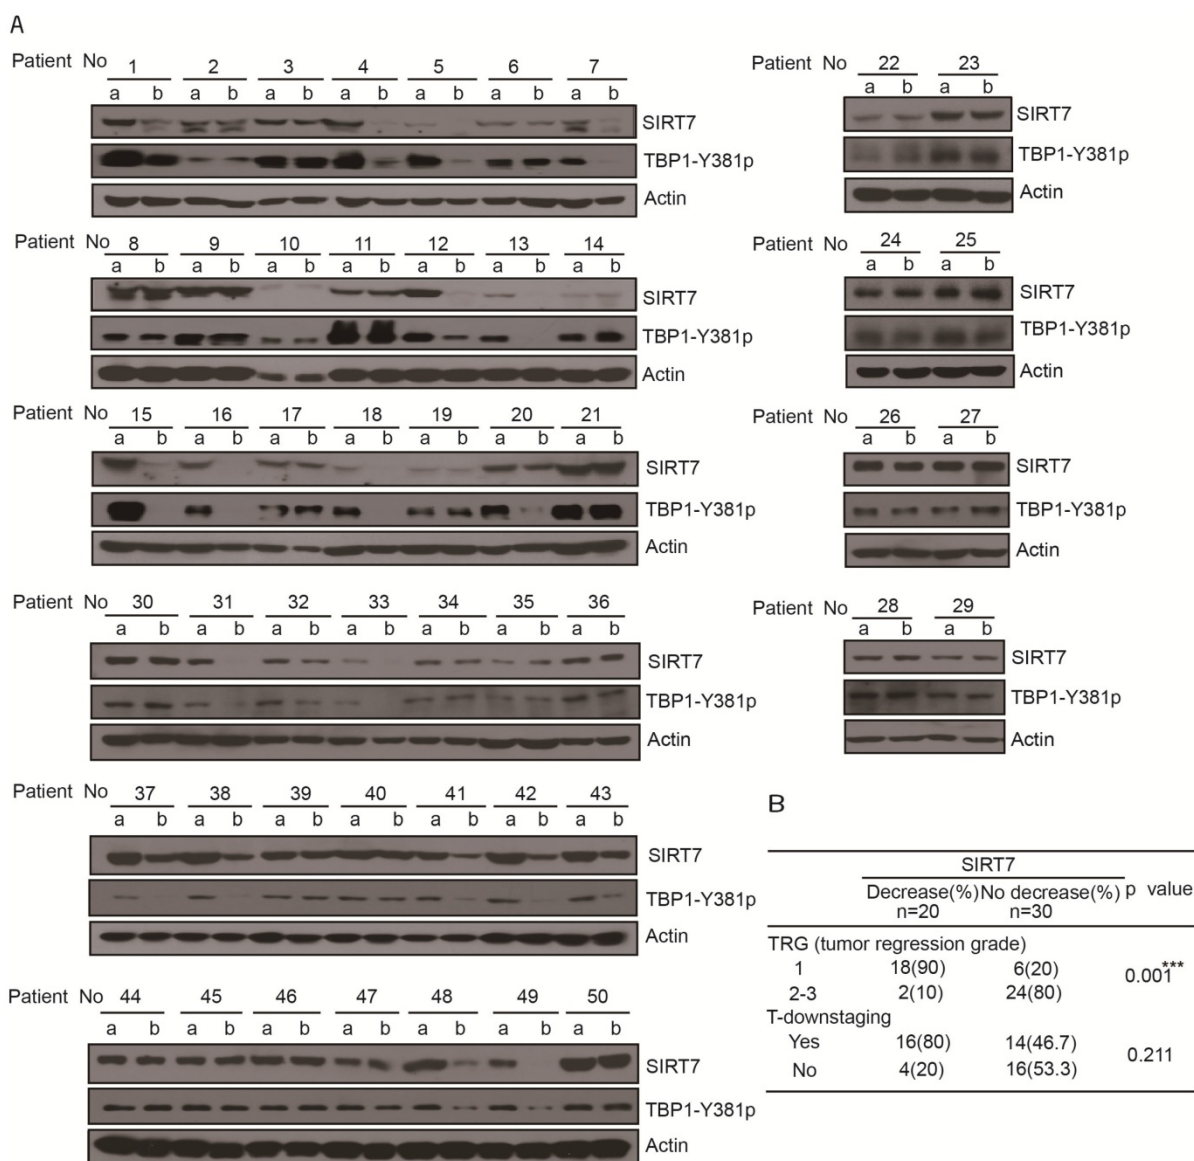 A
Patient No 1 2 3 4 5 6 7
a b a b a b a b a b a b a b
SIRT7
TBP1-Y381p
Actin
Patient No 22 23
a b a b
SIRT7
TBP1-Y381p
Actin
Patient No 8 9 10 11 12 13 14
a b a b a b a b a b a b a b
SIRT7
TBP1-Y381p
Actin
Patient No 24 25
a b a b
SIRT7
TBP1-Y381p
Actin
Patient No 15 16 17 18 19 20 21
a b a b a b a b a b a b a b
SIRT7
TBP1-Y381p
Actin
Patient No 26 27
a b a b
SIRT7
TBP1-Y381p
Actin
Patient No 30 31 32 33 34 35 36
a b a b a b a b a b a b a b
SIRT7
TBP1-Y381p
Actin
Patient No 28 29
a b a b
SIRT7
TBP1-Y381p
Actin
Patient No 37 38 39 40 41 42 43
a b a b a b a b a b a b a b
SIRT7
TBP1-Y381p
Actin
Patient No 44 45 46 47 48 49 50
a b a b a b a b a b a b a b
SIRT7
TBP1-Y381p
Actin
B
SIRT7
Decrease(%) No decrease(%) p value
n=20 n=30
TRG (tumor regression grade)
1 18(90) 6(20)
0.001***
2-3 2(10) 24(80)
T-downstaging
Yes 16(80) 14(46.7)
0.211
No 4(20) 16(53.3)